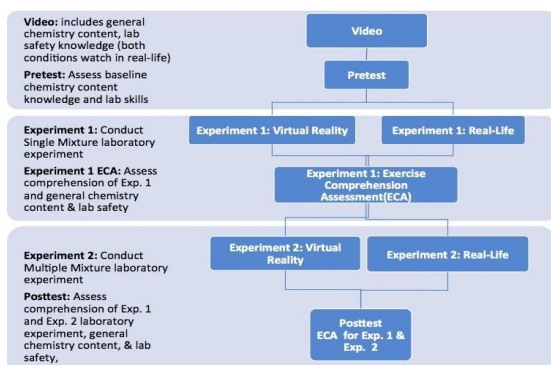 Video: includes general
chemistry content, lab
safety knowledge (both
conditions watch in real-life)
Pretest: Assess baseline
chemistry content
knowledge and lab skills
Video
Pretest
Experiment 1: Conduct
Single Mixture laboratory
experiment
Experiment 1 ECA: Assess
comprehension of Exp. 1
and general chemistry
content & lab safety
Experiment 1: Virtual Reality
Experiment 1: Real-Life
Experiment 1: Exercise
Comprehension
Assessment(ECA)
Experiment 2: Conduct
Multiple Mixture laboratory
experiment
Posttest: Assess
comprehension of Exp. 1
and Exp. 2 laboratory
experiment, general
chemistry content, & lab
safety,
Experiment 2: Virtual
Reality
Experiment 2: Real-Life
Posttest
ECA for Exp. 1 &
Exp. 2